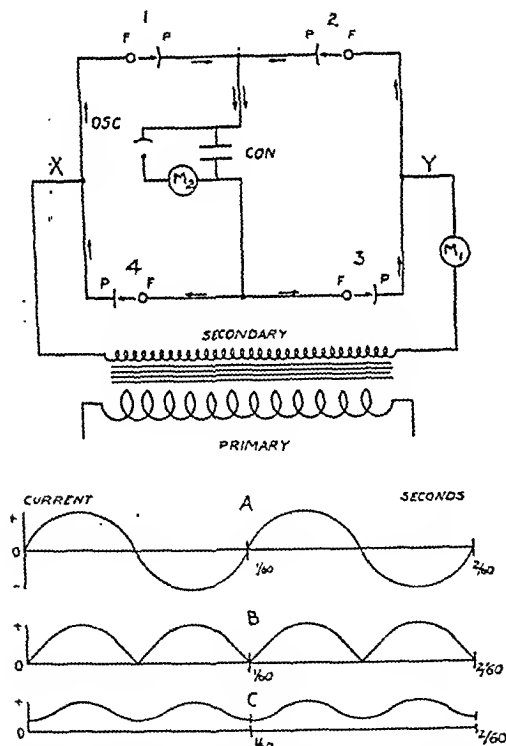 1 2
F P P F
OSC
CON
X Y
M2
M1
4 3
P F F P
SECONDARY
PRIMARY
CURRENT A SECONDS
+
0
-
1/60 2/60
B
+
0
1/60 2/60
C
+
0
1/60 2/60